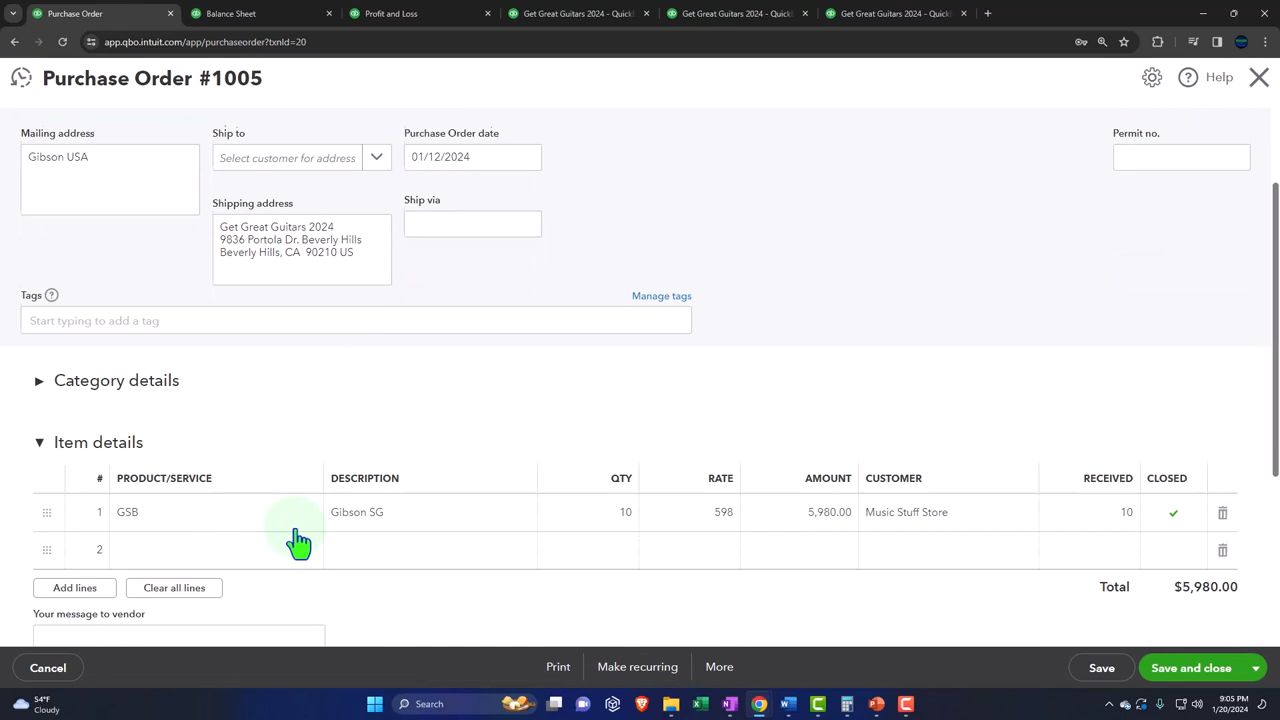 Purchase Order
Balance Sheet
Profit and Loss
Get Great Guitars 2024 - QuickB
Get Great Guitars 2024 - QuickB
Get Great Guitars 2024 - QuickB
app.qbo.intuit.com/app/purchaseorder?txnId=20
Purchase Order #1005
Help
Mailing address
Gibson USA
Ship to
Select customer for address
Purchase Order date
01/12/2024
Permit no.
Shipping address
Get Great Guitars 2024
9836 Portola Dr. Beverly Hills
Beverly Hills, CA 90210 US
Ship via
Tags
Manage tags
Start typing to add a tag
Category details
Item details
# PRODUCT/SERVICE DESCRIPTION QTY RATE AMOUNT CUSTOMER RECEIVED CLOSED
1 GSB Gibson SG 10 598 5,980.00 Music Stuff Store 10
2
Add lines
Clear all lines
Total $5,980.00
Your message to vendor
Cancel
Print
Make recurring
More
Save
Save and close
54°F
Cloudy
Search
9:05 PM
1/20/2024